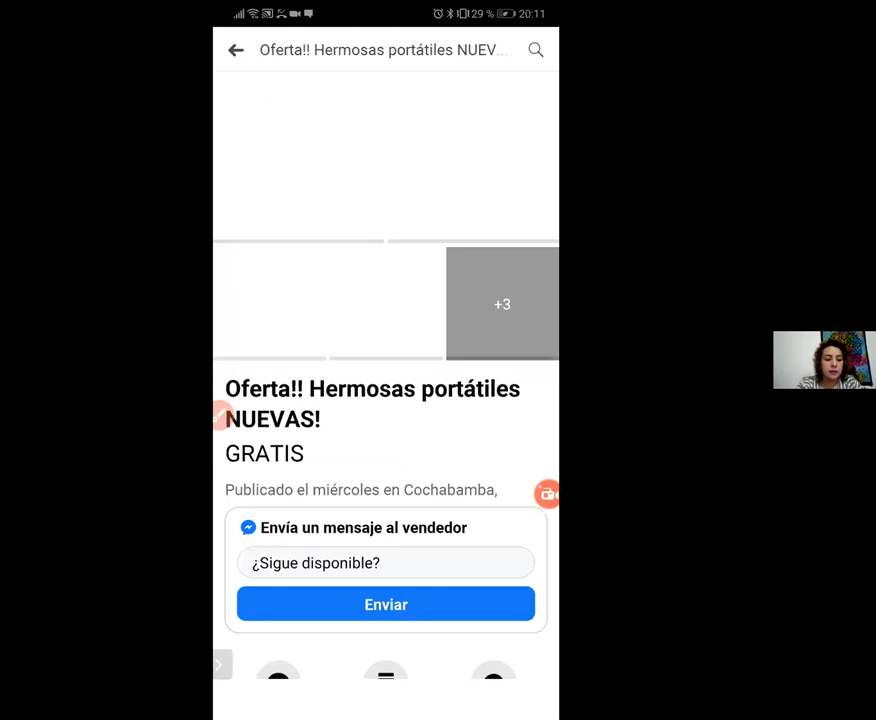 29 % 20:11
Oferta!! Hermosas portátiles NUEV...
+3
Oferta!! Hermosas portátiles
NUEVAS!
GRATIS
Publicado el miércoles en Cochabamba,
Envía un mensaje al vendedor
¿Sigue disponible?
Enviar